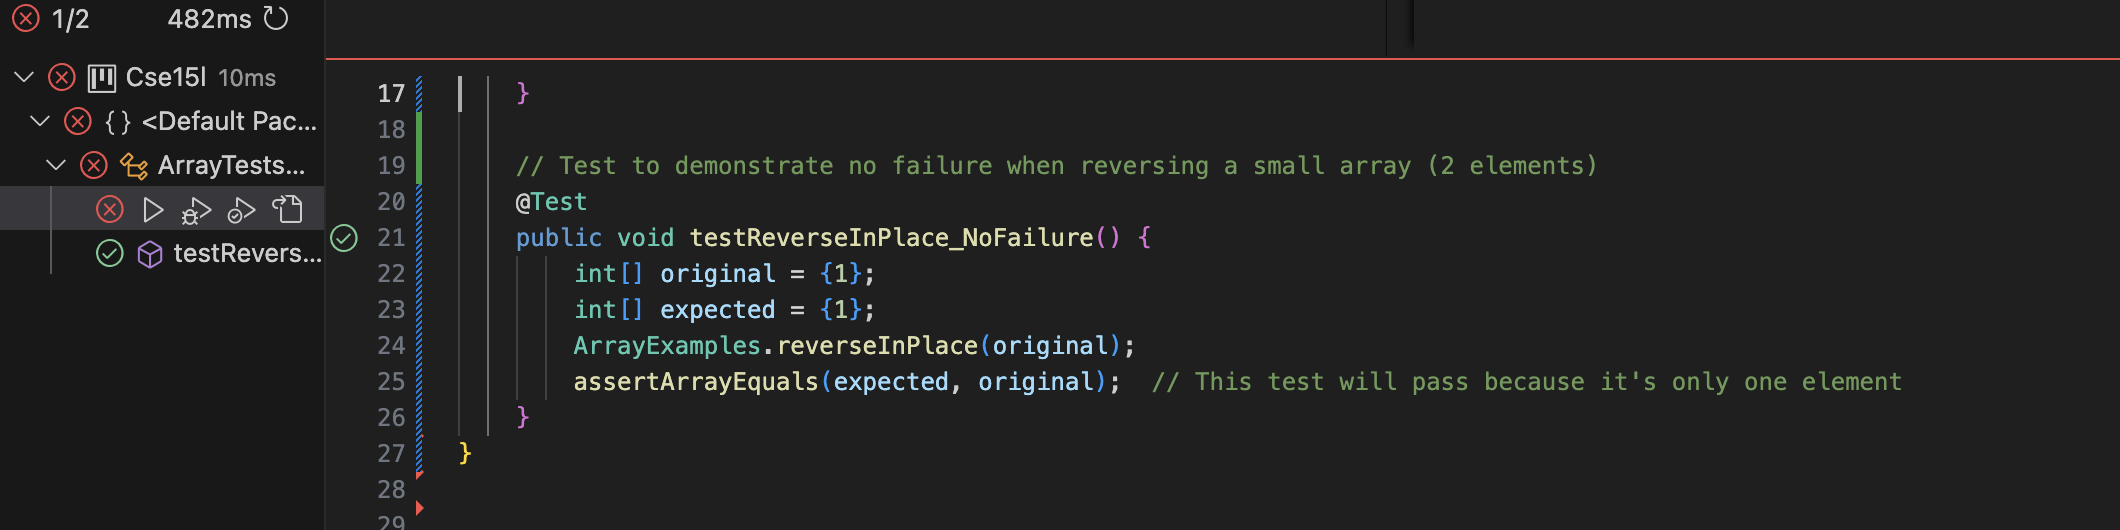 1/2 482ms
Cse15l 10ms
{} <Default Pac...
ArrayTests...
testRevers...
17 }
18
19 // Test to demonstrate no failure when reversing a small array (2 elements)
20 @Test
21 public void testReverseInPlace_NoFailure() {
22 int[] original = {1};
23 int[] expected = {1};
24 ArrayExamples.reverseInPlace(original);
25 assertArrayEquals(expected, original); // This test will pass because it's only one element
26 }
27 }
28
29